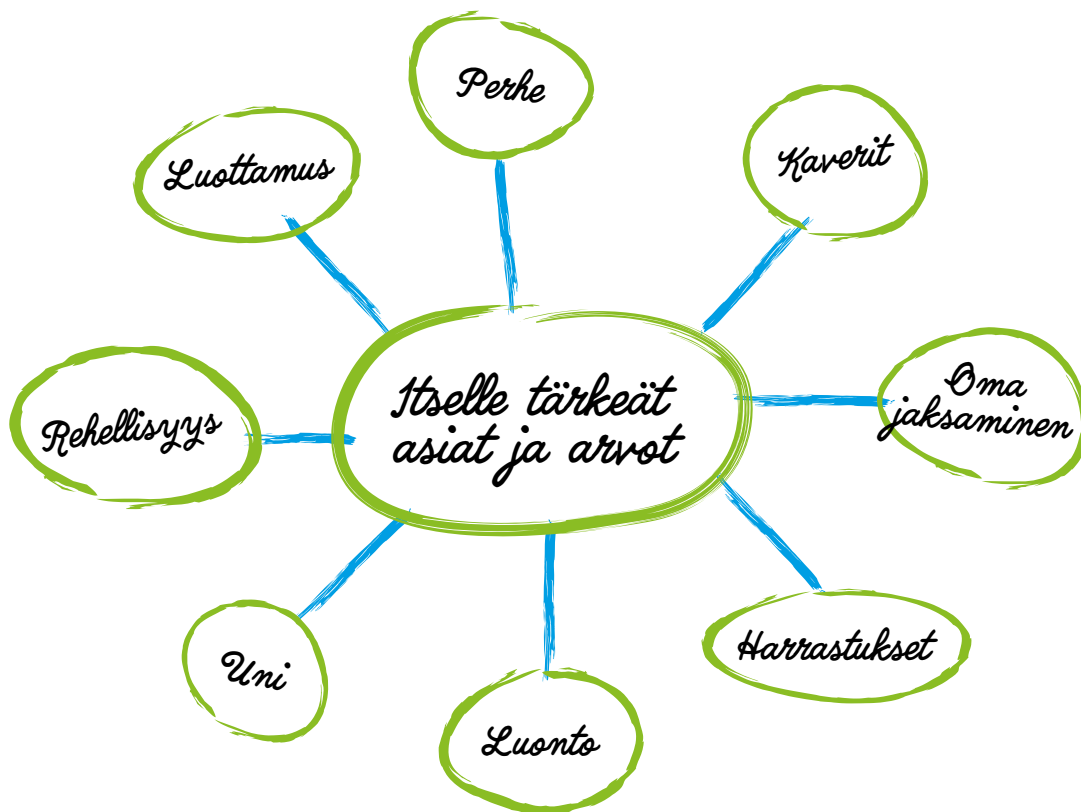 Perhe
Kaverit
Luottamus
Itselle tärkeät
asiat ja arvot
Oma
jaksaminen
Rehellisyys
Harrastukset
Uni
Luonto